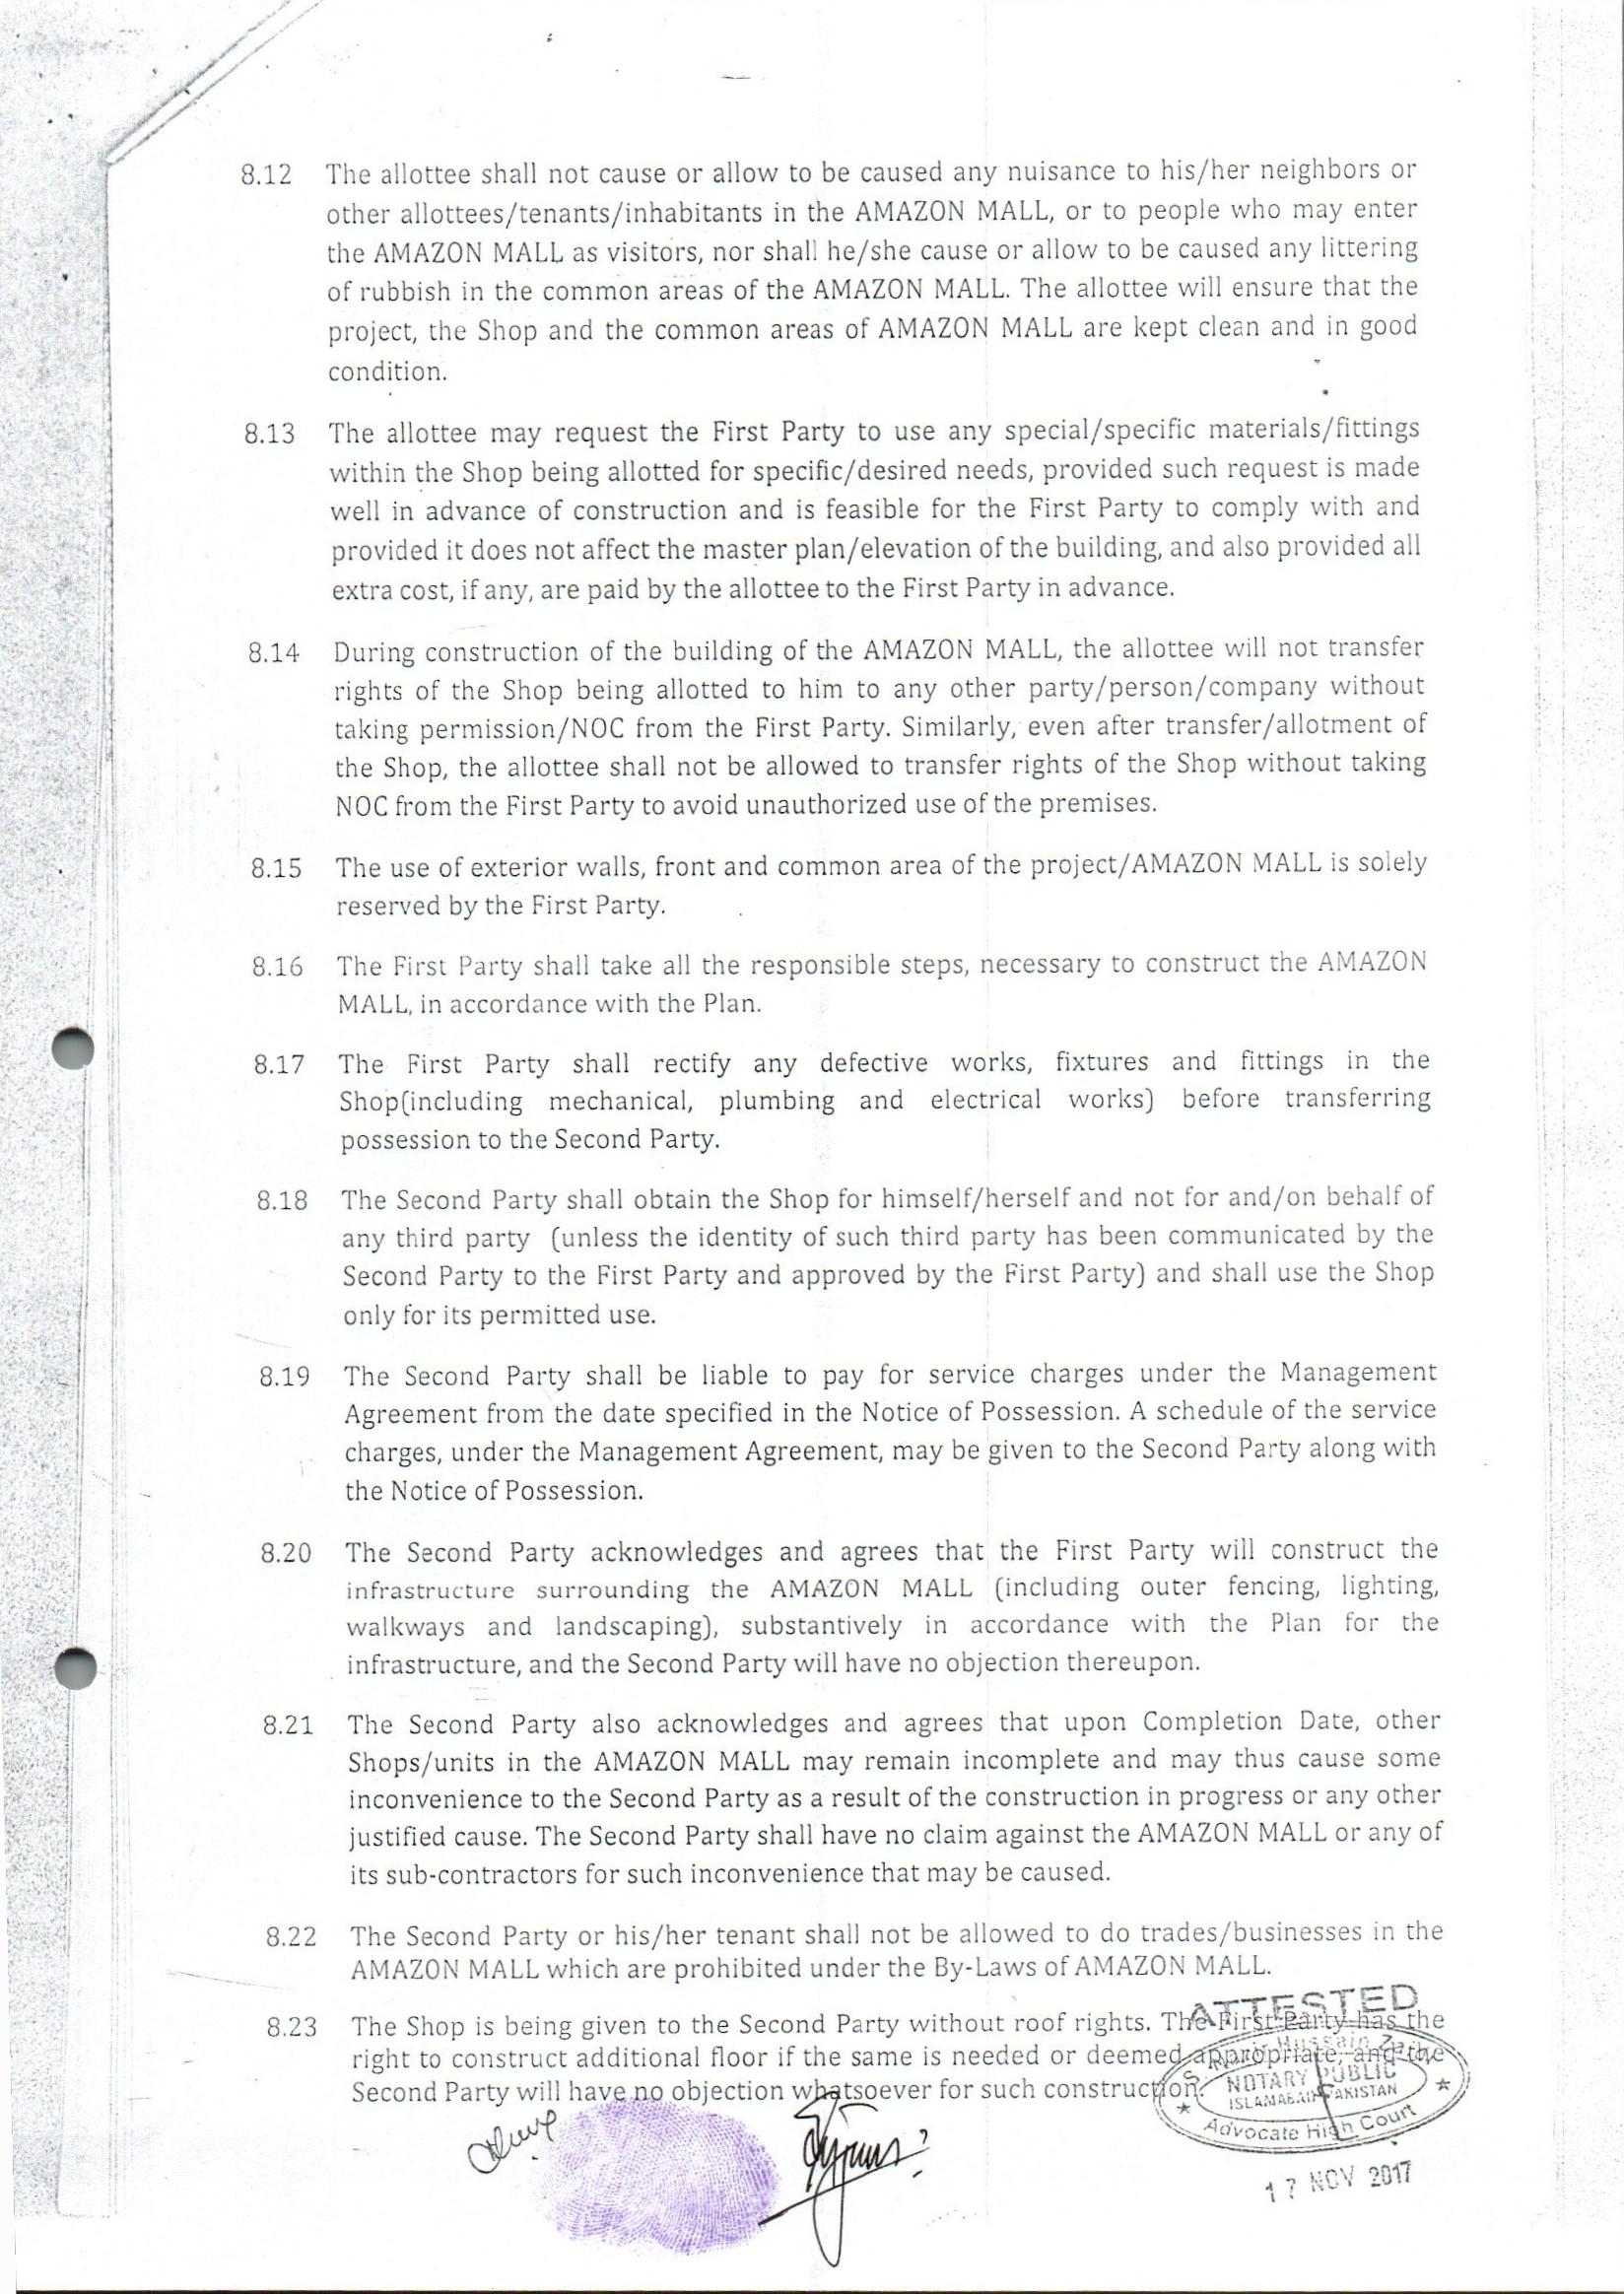 8.12 The allottee shall not cause or allow to be caused any nuisance to his/her neighbors or
other allottees/tenants/inhabitants in the AMAZON MALL, or to people who may enter
the AMAZON MALL as visitors, nor shall he/she cause or allow to be caused any littering
of rubbish in the common areas of the AMAZON MALL. The allottee will ensure that the
project, the Shop and the common areas of AMAZON MALL are kept clean and in good
condition.
8.13 The allottee may request the First Party to use any special/specific materials/fittings
within the Shop being allotted for specific/desired needs, provided such request is made
well in advance of construction and is feasible for the First Party to comply with and
provided it does not affect the master plan/elevation of the building, and also provided all
extra cost, if any, are paid by the allottee to the First Party in advance.
8.14 During construction of the building of the AMAZON MALL, the allottee will not transfer
rights of the Shop being allotted to him to any other party/person/company without
taking permission/NOC from the First Party. Similarly, even after transfer/allotment of
the Shop, the allottee shall not be allowed to transfer rights of the Shop without taking
NOC from the First Party to avoid unauthorized use of the premises.
8.15 The use of exterior walls, front and common area of the project/AMAZON MALL is solely
reserved by the First Party.
8.16 The First Party shall take all the responsible steps, necessary to construct the AMAZON
MALL, in accordance with the Plan.
8.17 The First Party shall rectify any defective works, fixtures and fittings in the
Shop(including mechanical, plumbing and electrical works) before transferring
possession to the Second Party.
8.18 The Second Party shall obtain the Shop for himself/herself and not for and/on behalf of
any third party (unless the identity of such third party has been communicated by the
Second Party to the First Party and approved by the First Party) and shall use the Shop
only for its permitted use.
8.19 The Second Party shall be liable to pay for service charges under the Management
Agreement from the date specified in the Notice of Possession. A schedule of the service
charges, under the Management Agreement, may be given to the Second Party along with
the Notice of Possession.
8.20 The Second Party acknowledges and agrees that the First Party will construct the
infrastructure surrounding the AMAZON MALL (including outer fencing, lighting,
walkways and landscaping), substantively in accordance with the Plan for the
infrastructure, and the Second Party will have no objection thereupon.
8.21 The Second Party also acknowledges and agrees that upon Completion Date, other
Shops/units in the AMAZON MALL may remain incomplete and may thus cause some
inconvenience to the Second Party as a result of the construction in progress or any other
justified cause. The Second Party shall have no claim against the AMAZON MALL or any of
its sub-contractors for such inconvenience that may be caused.
8.22 The Second Party or his/her tenant shall not be allowed to do trades/businesses in the
AMAZON MALL which are prohibited under the By-Laws of AMAZON MALL.
8.23 The Shop is being given to the Second Party without roof rights. The First Party has the
right to construct additional floor if the same is needed or deemed appropriate, and the
Second Party will have no objection whatsoever for such construction.
ATTESTED
Hussain
NOTARY PUBLIC
ISLAMABAD PAKISTAN
Advocate High Court
17 NOV 2017